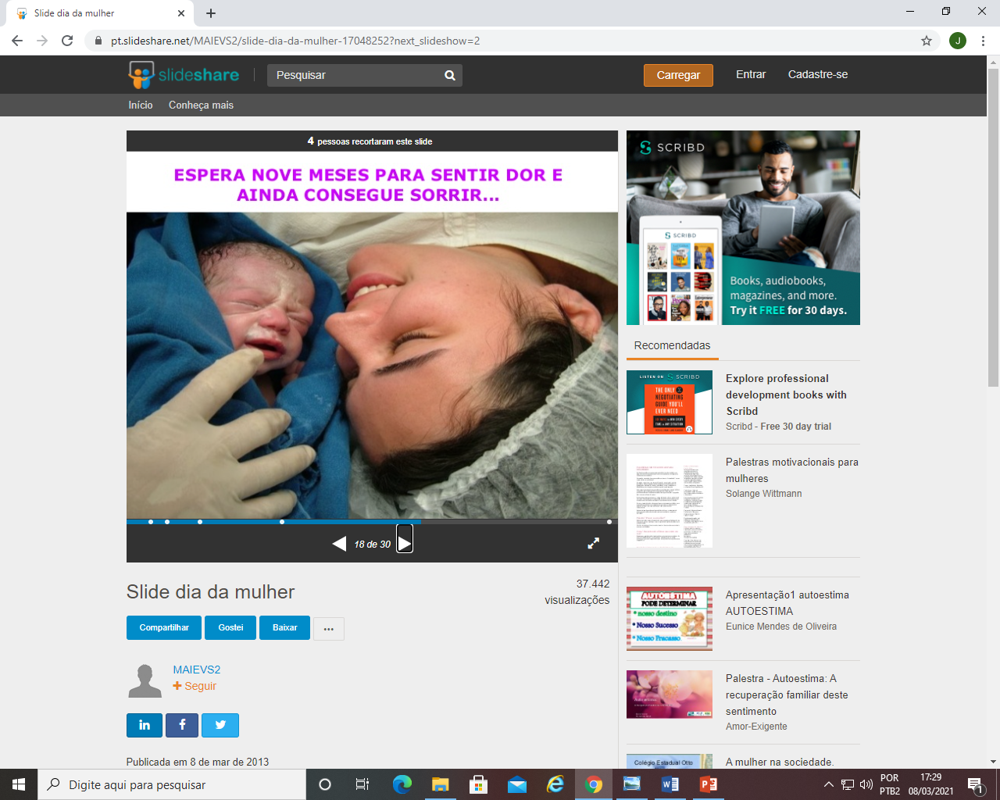 Slide dia da mulher
pt.slideshare.net/MAIEVS2/slide-dia-da-mulher-17048252?next_slideshow=2
J
slideshare
Pesquisar
Carregar
Entrar
Cadastre-se
Início
Conheça mais
4 pessoas recortaram este slide
ESPERA NOVE MESES PARA SENTIR DOR E
AINDA CONSEGUE SORRIR...
18 de 30
Slide dia da mulher
37.442
visualizações
Compartilhar
Gostei
Baixar
...
MAIEVS2
+ Seguir
in
f
Publicada em 8 de mar de 2013
SCRIBD
SCRIBD
Books, audiobooks,
magazines, and more.
Try it FREE for 30 days.
Recomendadas
LISTEN ON SCRIBD
THE ONLY
NEGOTIATING
GUIDE YOU'LL
EVER NEED
Explore professional
development books with
Scribd
Scribd - Free 30 day trial
Palestras motivacionais para
mulheres
Solange Wittmann
AUTOESTIMA
PODE DETERMINAR
* nosso destino
* Nosso Sucesso
* Nosso Fracasso
Apresentação1 autoestima
AUTOESTIMA
Eunice Mendes de Oliveira
Palestra - Autoestima: A
recuperação familiar deste
sentimento
Amor-Exigente
Colégio Estadual Otto
A mulher na sociedade.
Digite aqui para pesquisar
POR
PTB2
17:29
08/03/2021
1